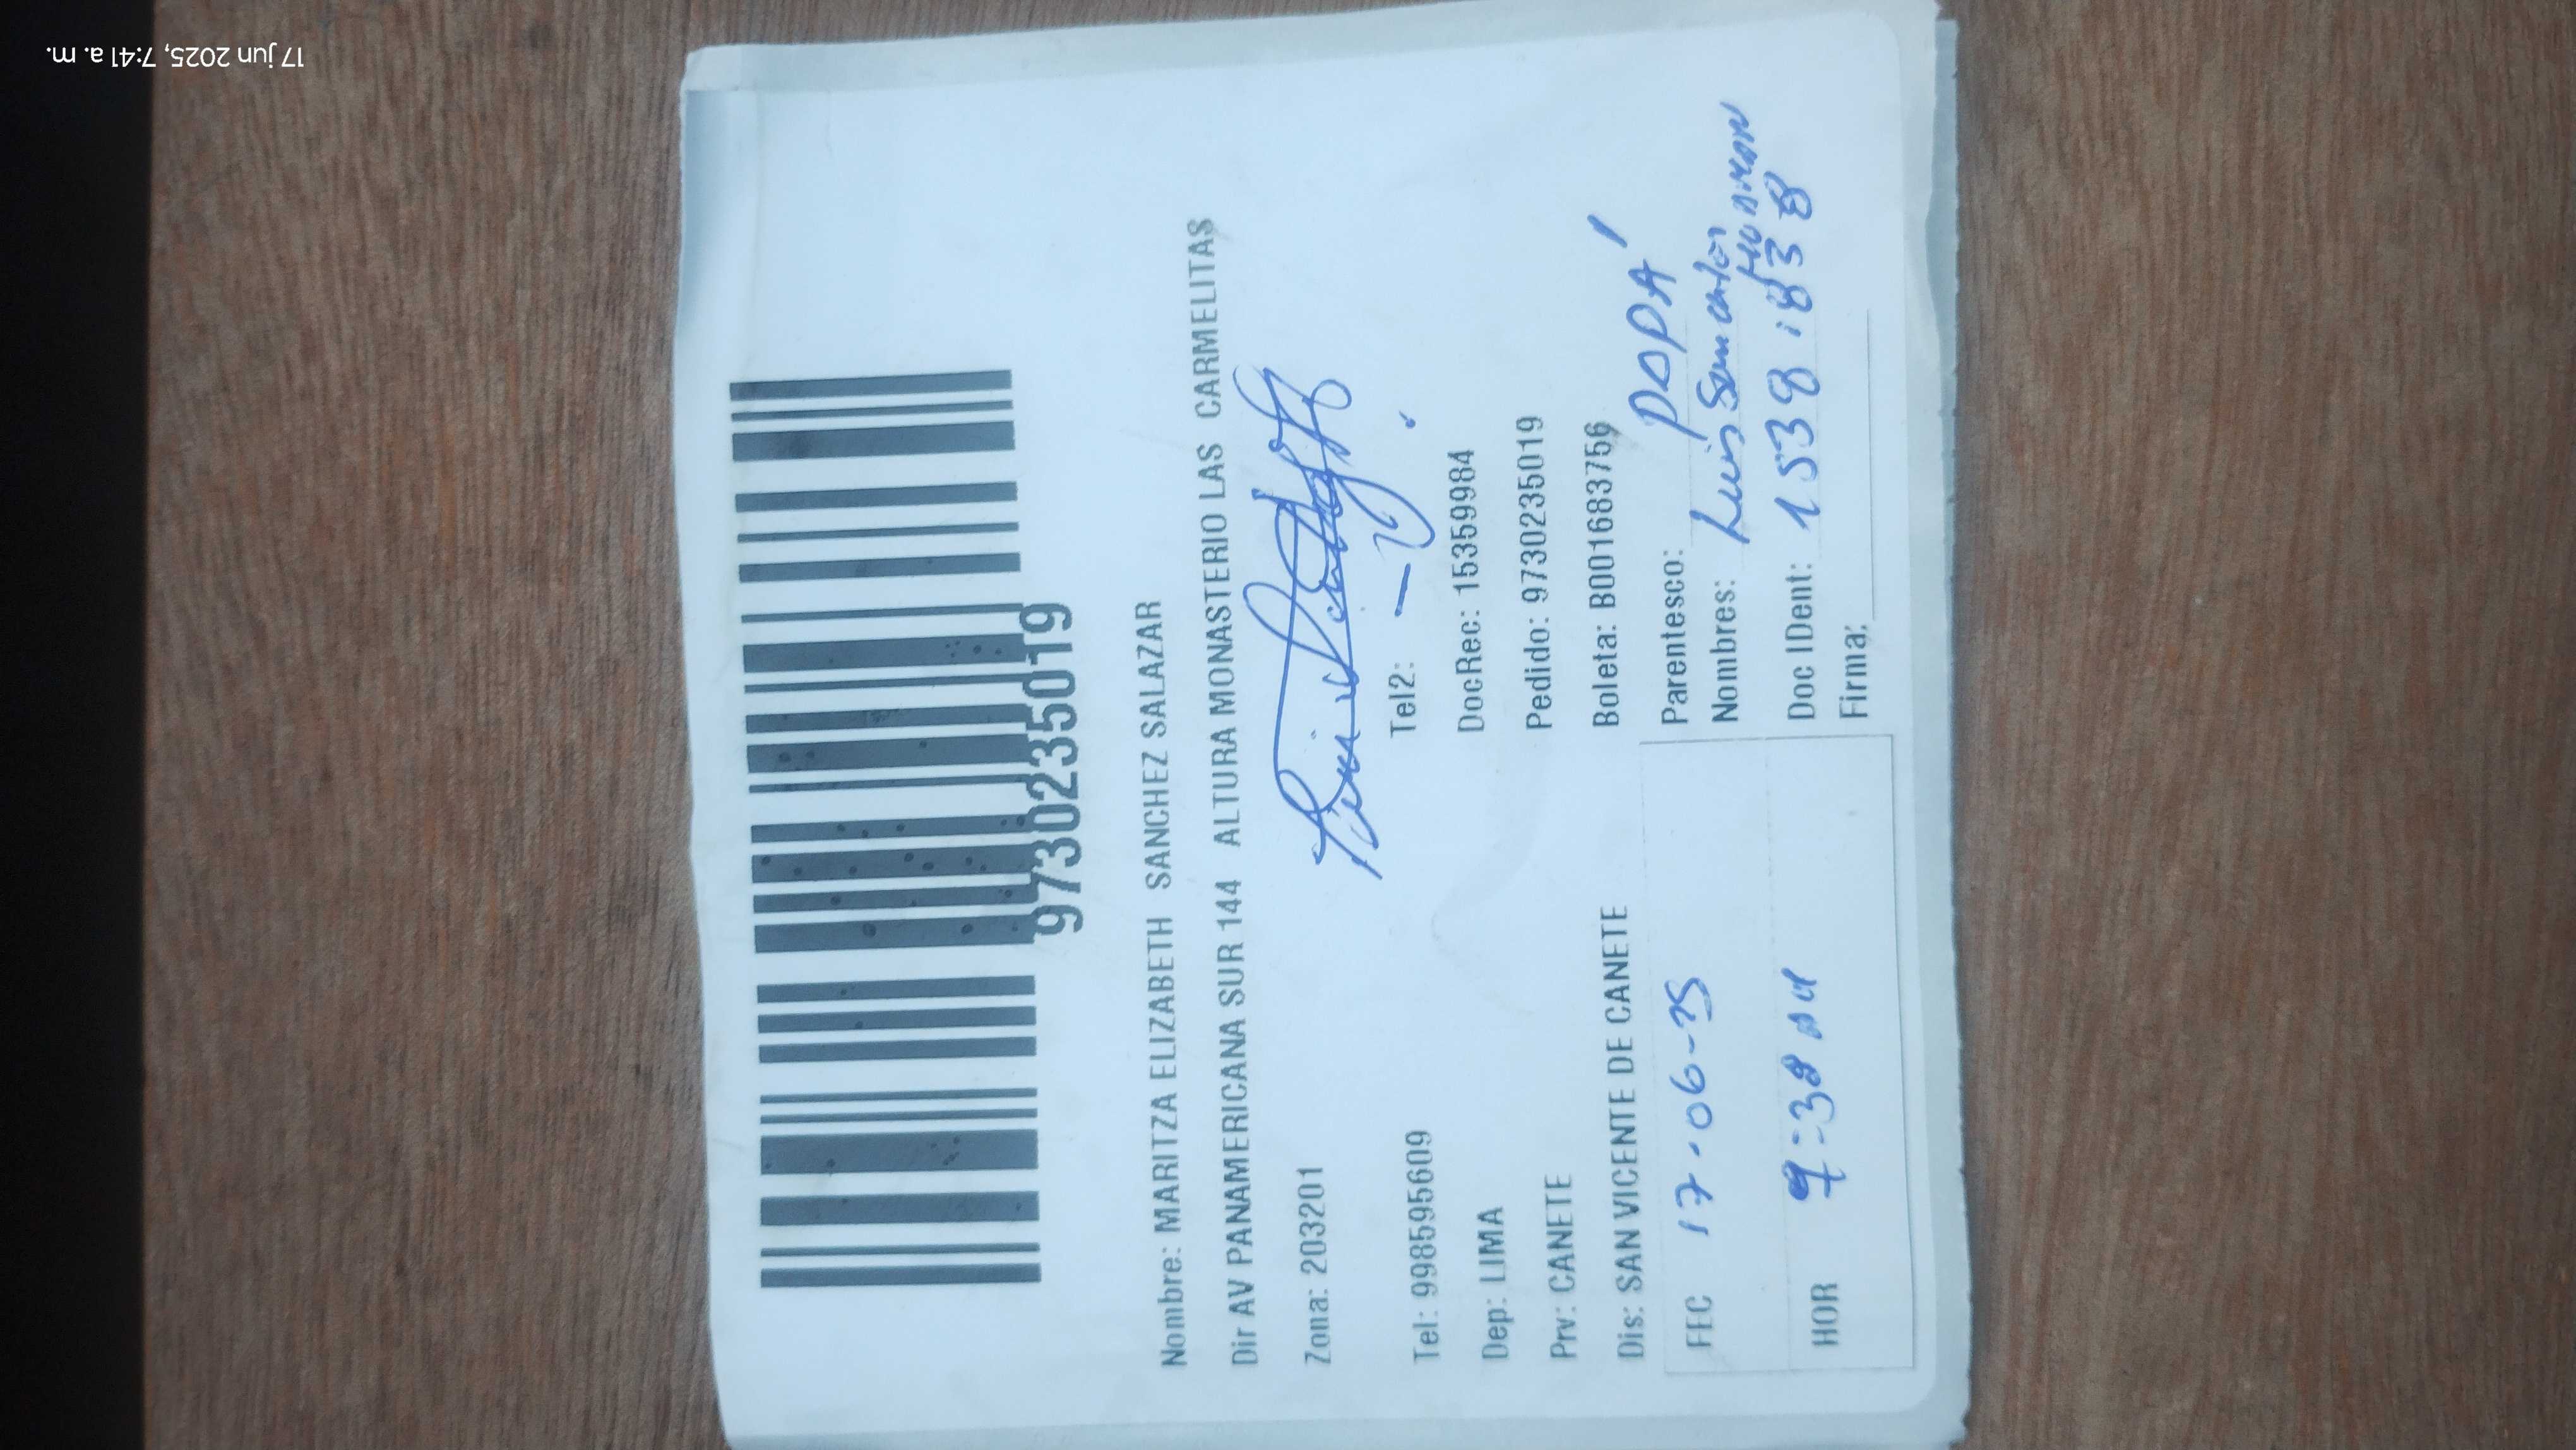 17 jun 2025, 7:41 a. m.
9730235019
Nombre: MARITZA ELIZABETH SANCHEZ SALAZAR
Dir AV PANAMERICANA SUR 144 ALTURA MONASTERIO LAS CARMELITAS
Zona: 203201
Tel: 998595609 Tel2:
Dep: LIMA DocRec: 15359984
Prv: CANETE Pedido: 9730235019
Dis: SAN VICENTE DE CANETE Boleta: B001683756
FEC 17-06-25 Parentesco: PAPA
Nombres: Luis
HOR Doc IDent:
Firma: